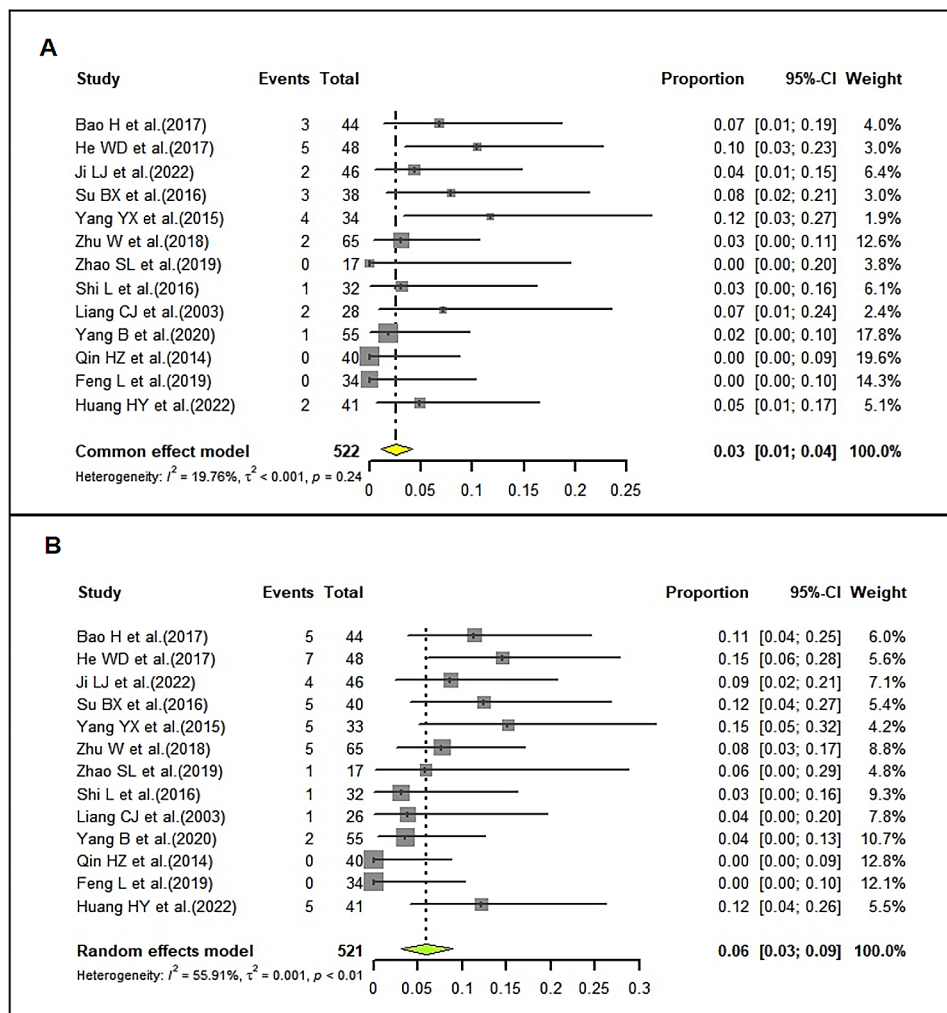 A
Study Events Total Proportion 95%-CI Weight
Bao H et al.(2017) 3 44 0.07 [0.01; 0.19] 4.0%
He WD et al.(2017) 5 48 0.10 [0.03; 0.23] 3.0%
Ji LJ et al.(2022) 2 46 0.04 [0.01; 0.15] 6.4%
Su BX et al.(2016) 3 38 0.08 [0.02; 0.21] 3.0%
Yang YX et al.(2015) 4 34 0.12 [0.03; 0.27] 1.9%
Zhu W et al.(2018) 2 65 0.03 [0.00; 0.11] 12.6%
Zhao SL et al.(2019) 0 17 0.00 [0.00; 0.20] 3.8%
Shi L et al.(2016) 1 32 0.03 [0.00; 0.16] 6.1%
Liang CJ et al.(2003) 2 28 0.07 [0.01; 0.24] 2.4%
Yang B et al.(2020) 1 55 0.02 [0.00; 0.10] 17.8%
Qin HZ et al.(2014) 0 40 0.00 [0.00; 0.09] 19.6%
Feng L et al.(2019) 0 34 0.00 [0.00; 0.10] 14.3%
Huang HY et al.(2022) 2 41 0.05 [0.01; 0.17] 5.1%
Common effect model 522 0.03 [0.01; 0.04] 100.0%
Heterogeneity: I² = 19.76%, τ² < 0.001, p = 0.24
0 0.05 0.1 0.15 0.2 0.25
B
Study Events Total Proportion 95%-CI Weight
Bao H et al.(2017) 5 44 0.11 [0.04; 0.25] 6.0%
He WD et al.(2017) 7 48 0.15 [0.06; 0.28] 5.6%
Ji LJ et al.(2022) 4 46 0.09 [0.02; 0.21] 7.1%
Su BX et al.(2016) 5 40 0.12 [0.04; 0.27] 5.4%
Yang YX et al.(2015) 5 33 0.15 [0.05; 0.32] 4.2%
Zhu W et al.(2018) 5 65 0.08 [0.03; 0.17] 8.8%
Zhao SL et al.(2019) 1 17 0.06 [0.00; 0.29] 4.8%
Shi L et al.(2016) 1 32 0.03 [0.00; 0.16] 9.3%
Liang CJ et al.(2003) 1 26 0.04 [0.00; 0.20] 7.8%
Yang B et al.(2020) 2 55 0.04 [0.00; 0.13] 10.7%
Qin HZ et al.(2014) 0 40 0.00 [0.00; 0.09] 12.8%
Feng L et al.(2019) 0 34 0.00 [0.00; 0.10] 12.1%
Huang HY et al.(2022) 5 41 0.12 [0.04; 0.26] 5.5%
Random effects model 521 0.06 [0.03; 0.09] 100.0%
Heterogeneity: I² = 55.91%, τ² = 0.001, p < 0.01
0 0.05 0.1 0.15 0.2 0.25 0.3